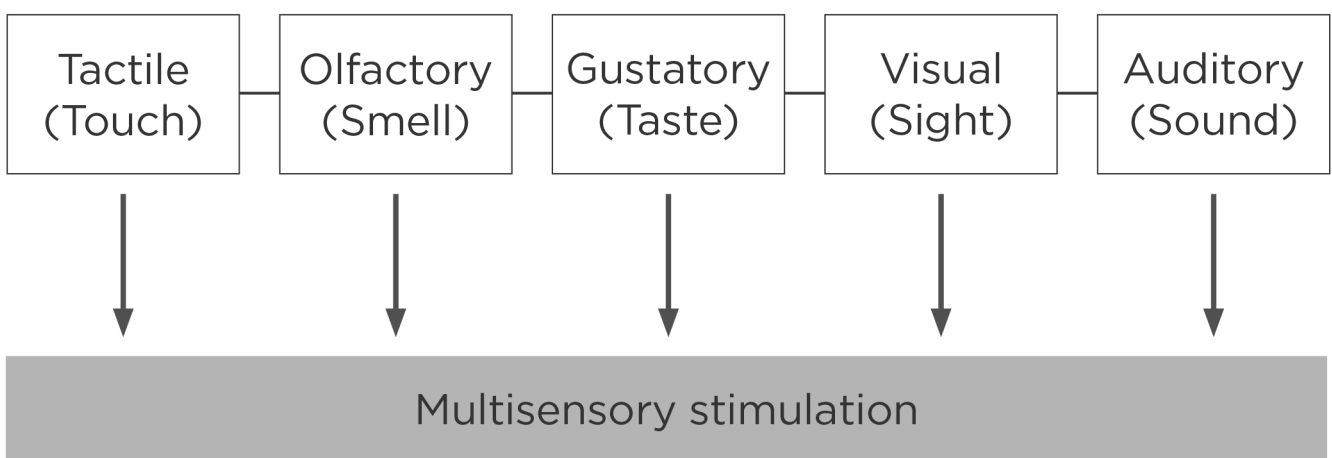 Tactile
(Touch)
Olfactory
(Smell)
Gustatory
(Taste)
Visual
(Sight)
Auditory
(Sound)
Multisensory stimulation